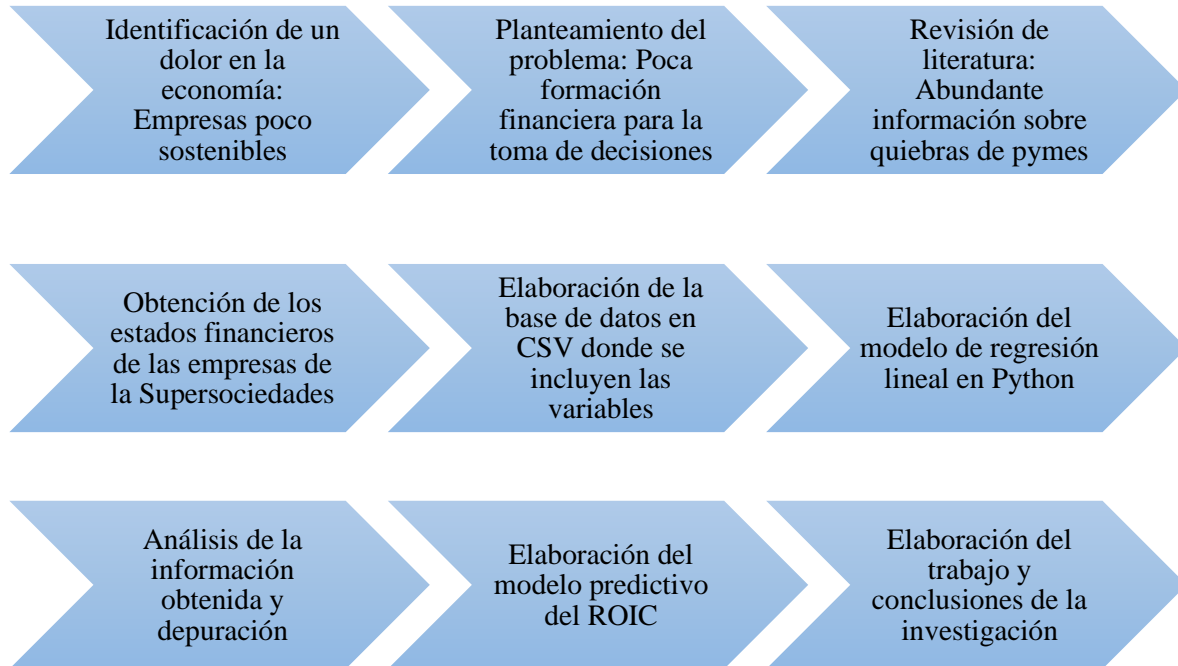 Identificación de un
dolor en la
economía:
Empresas poco
sostenibles
Planteamiento del
problema: Poca
formación
financiera para la
toma de decisiones
Revisión de
literatura:
Abundante
información sobre
quiebras de pymes
Obtención de los
estados financieros
de las empresas de
la Supersociedades
Elaboración de la
base de datos en
CSV donde se
incluyen las
variables
Elaboración del
modelo de regresión
lineal en Python
Análisis de la
información
obtenida y
depuración
Elaboración del
modelo predictivo
del ROIC
Elaboración del
trabajo y
conclusiones de la
investigación